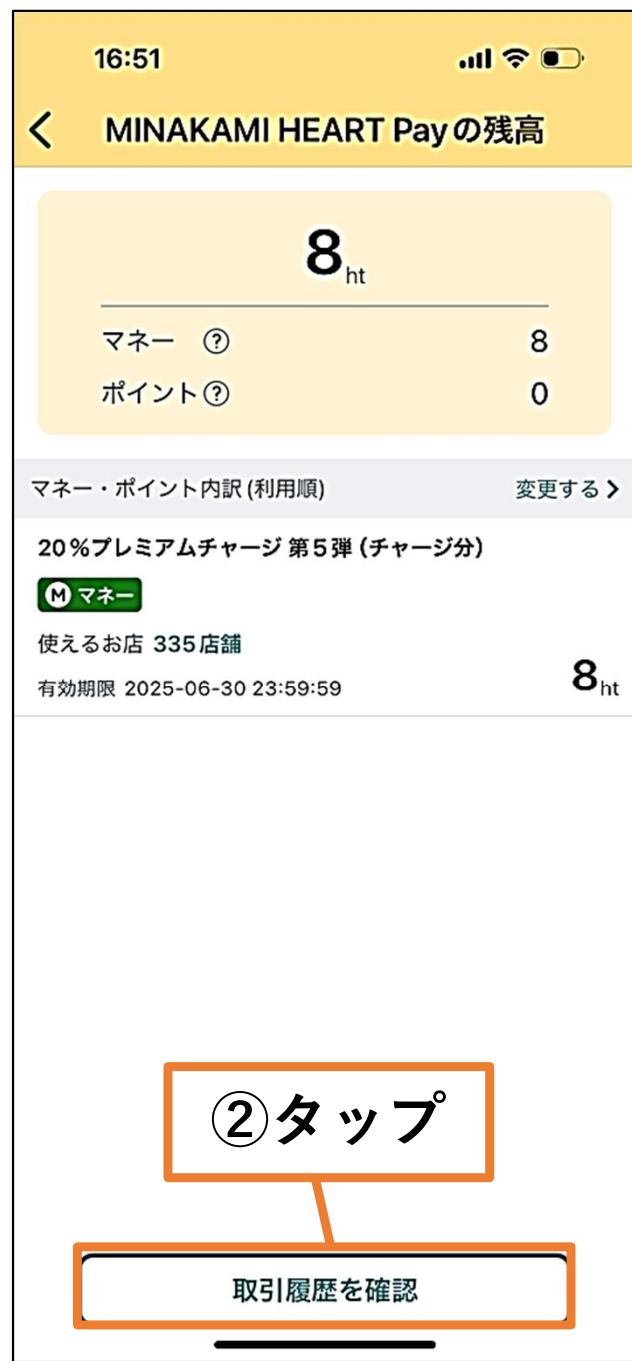 16:51
MINAKAMI HEART Payの残高
8ht
マネー ? 8
ポイント ? 0
マネー・ポイント内訳(利用順) 変更する
20%プレミアムチャージ 第5弾(チャージ分)
M マネー
使えるお店 335店舗
有効期限 2025-06-30 23:59:59 8ht
②タップ
取引履歴を確認